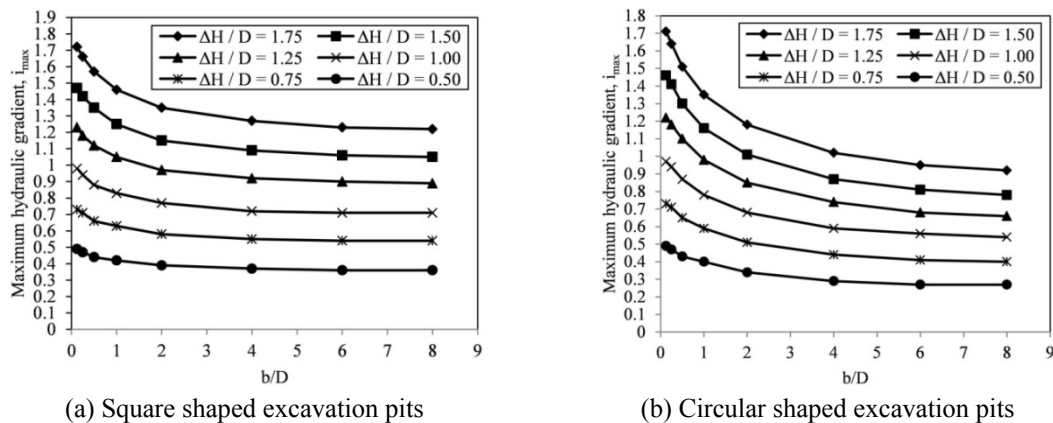 Maximum hydraulic gradient, i_max
1.9
1.8
1.7
1.6
1.5
1.4
1.3
1.2
1.1
1
0.9
0.8
0.7
0.6
0.5
0.4
0.3
0.2
0.1
0
ΔH / D = 1.75 ΔH / D = 1.50
ΔH / D = 1.25 ΔH / D = 1.00
ΔH / D = 0.75 ΔH / D = 0.50
0 1 2 3 4 5 6 7 8 9
b/D
(a) Square shaped excavation pits
Maximum hydraulic gradient, i_max
1.8
1.7
1.6
1.5
1.4
1.3
1.2
1.1
1
0.9
0.8
0.7
0.6
0.5
0.4
0.3
0.2
0.1
0
ΔH / D = 1.75 ΔH / D = 1.50
ΔH / D = 1.25 ΔH / D = 1.00
ΔH / D = 0.75 ΔH / D = 0.50
0 1 2 3 4 5 6 7 8 9
b/D
(b) Circular shaped excavation pits